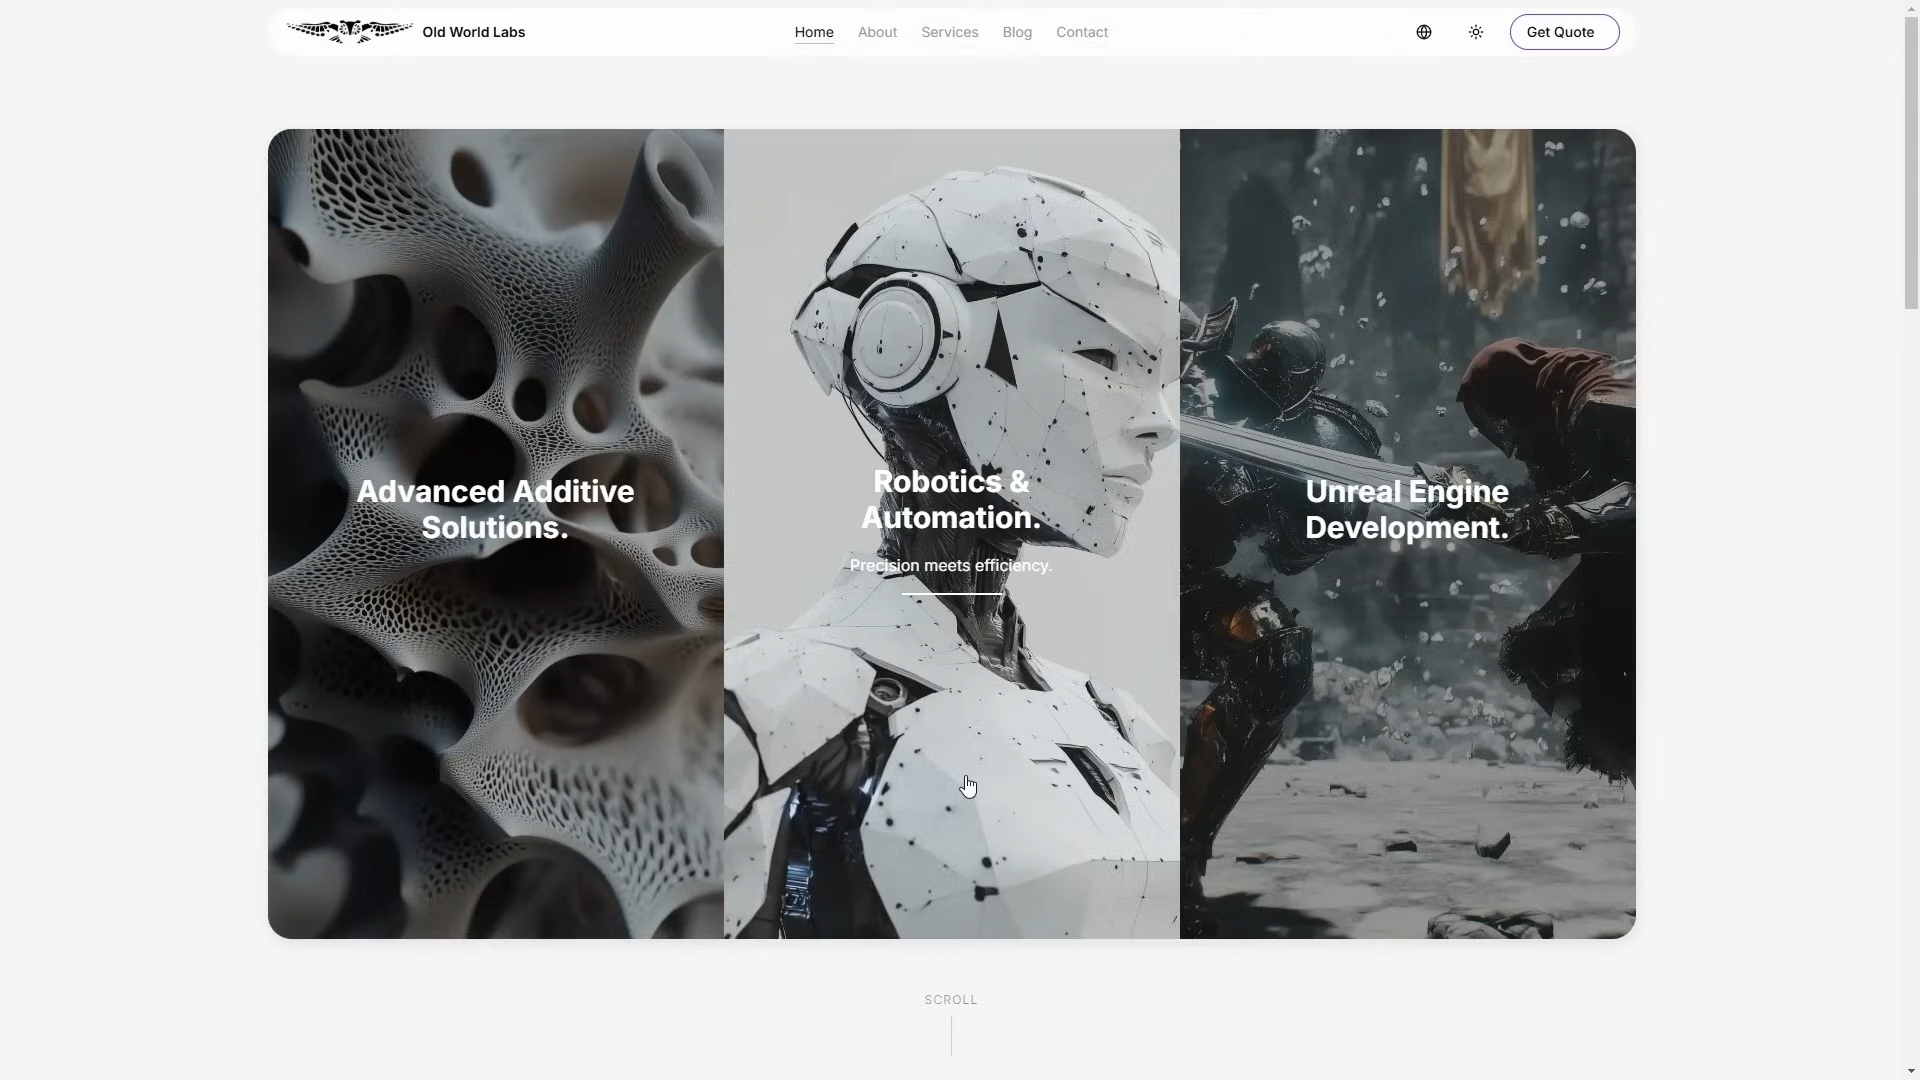 Old World Labs
Home
About
Services
Blog
Contact
Get Quote
Advanced Additive
Solutions.
Robotics &
Automation.
Precision meets efficiency.
Unreal Engine
Development.
SCROLL